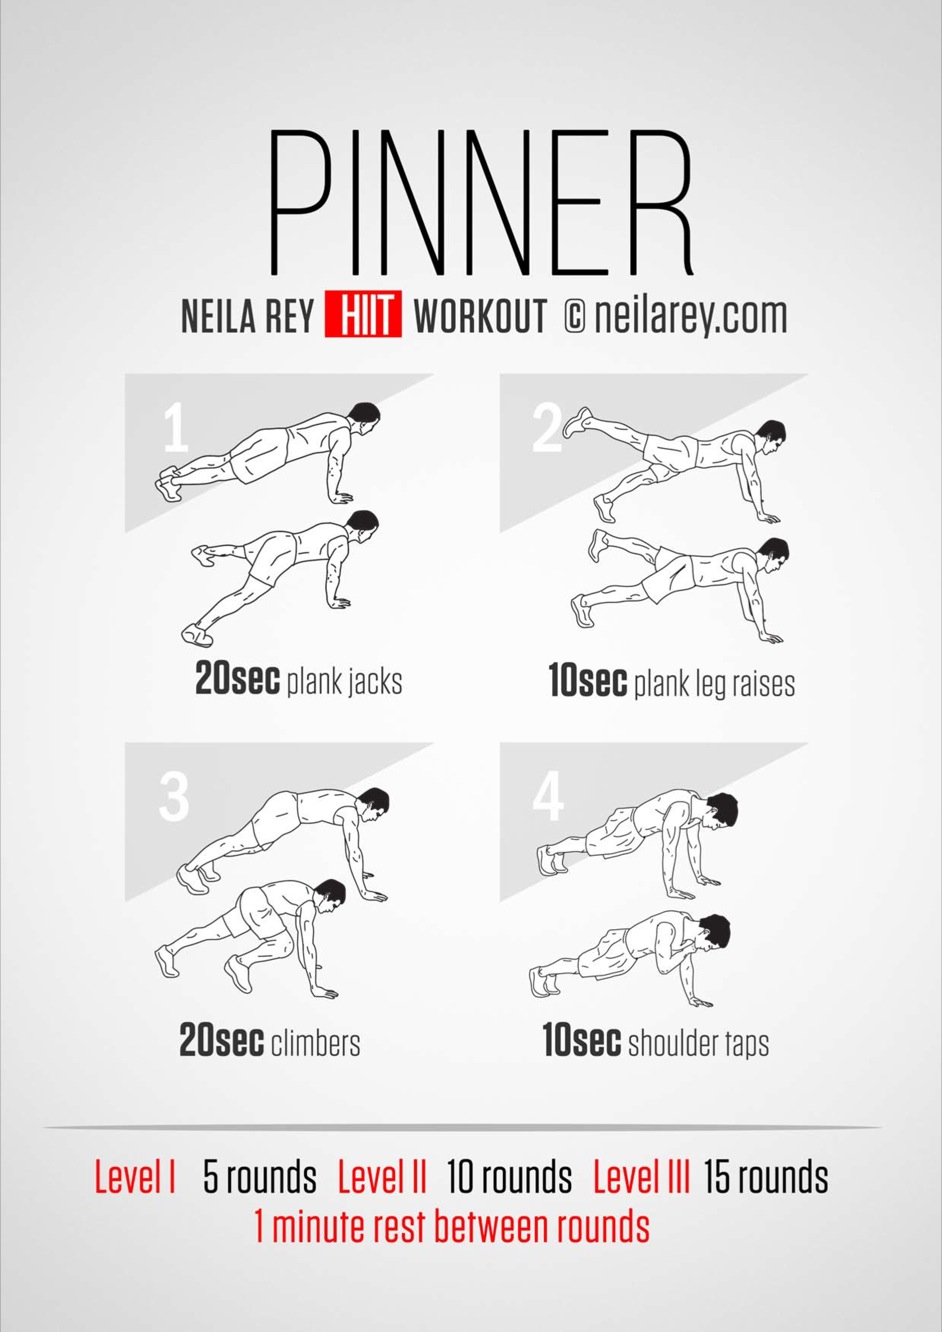 PINNER
NEILA REY HIIT WORKOUT © neilarey.com
1
2
20sec plank jacks
10sec plank leg raises
3
4
20sec climbers
10sec shoulder taps
Level I 5 rounds Level II 10 rounds Level III 15 rounds
1 minute rest between rounds